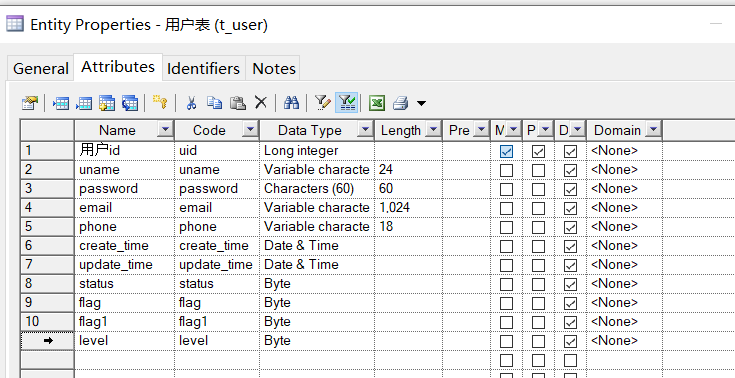 Entity Properties - 用户表 (t_user)
General Attributes Identifiers Notes
Name Code Data Type Length Pre M P D Domain
1 用户id uid Long integer <None>
2 uname uname Variable characte 24 <None>
3 password password Characters (60) 60 <None>
4 email email Variable characte 1,024 <None>
5 phone phone Variable characte 18 <None>
6 create_time create_time Date & Time <None>
7 update_time update_time Date & Time <None>
8 status status Byte <None>
9 flag flag Byte <None>
10 flag1 flag1 Byte <None>
level level Byte <None>